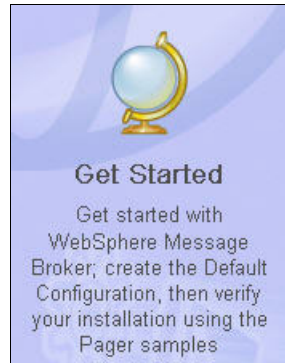 Get Started
Get started with
WebSphere Message
Broker; create the Default
Configuration, then verify
your installation using the
Pager samples